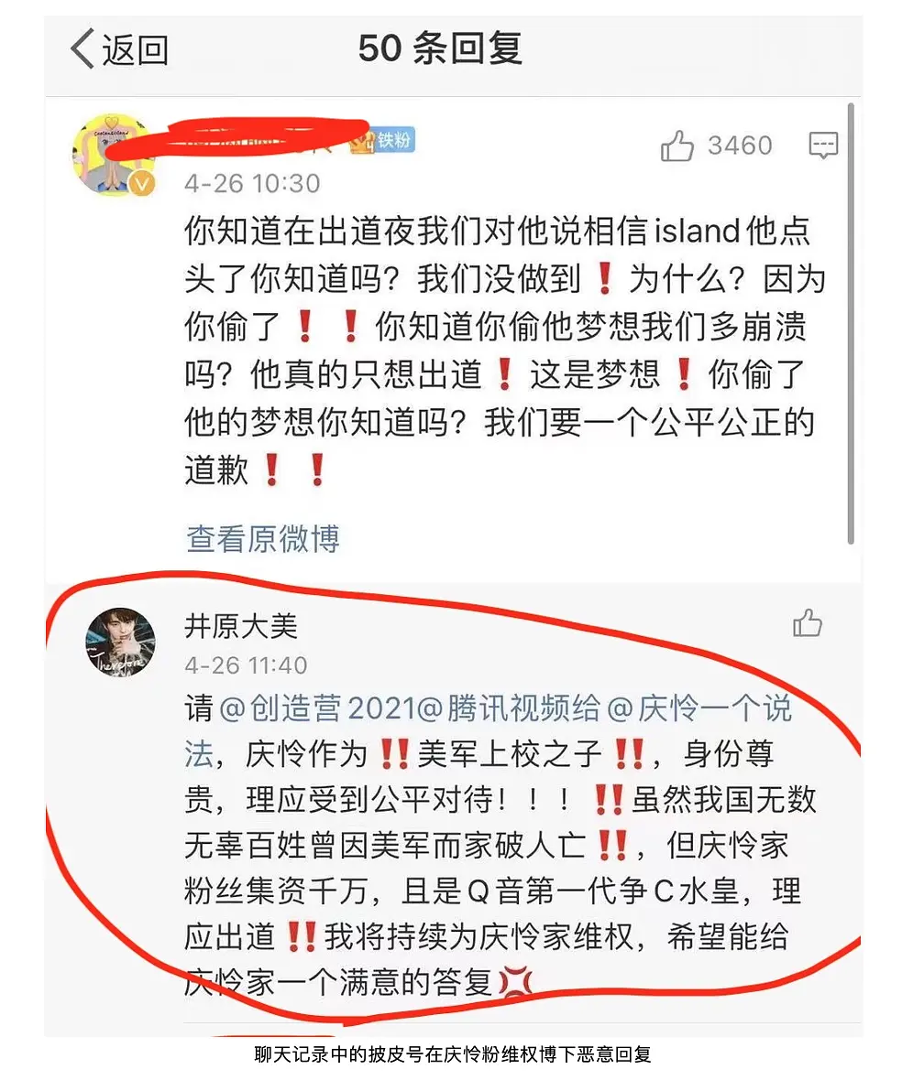 返回
50 条回复
铁粉
3460
4-26 10:30
你知道在出道夜我们对他说相信island他点
头了你知道吗？我们没做到❗为什么？因为
你偷了❗❗你知道你偷他梦想我们多崩溃
吗？他真的只想出道❗这是梦想❗你偷了
他的梦想你知道吗？我们要一个公平公正的
道歉❗❗
查看原微博
井原大美
Therefore
4-26 11:40
请@创造营2021@腾讯视频给@庆怜一个说
法，庆怜作为‼️美军上校之子‼️，身份尊
贵，理应受到公平对待！！！‼️虽然我国无数
无辜百姓曾因美军而家破人亡‼️，但庆怜家
粉丝集资千万，且是Q音第一代争C水皇，理
应出道‼️我将持续为庆怜家维权，希望能给
庆怜家一个满意的答复💢
聊天记录中的披皮号在庆怜粉维权博下恶意回复